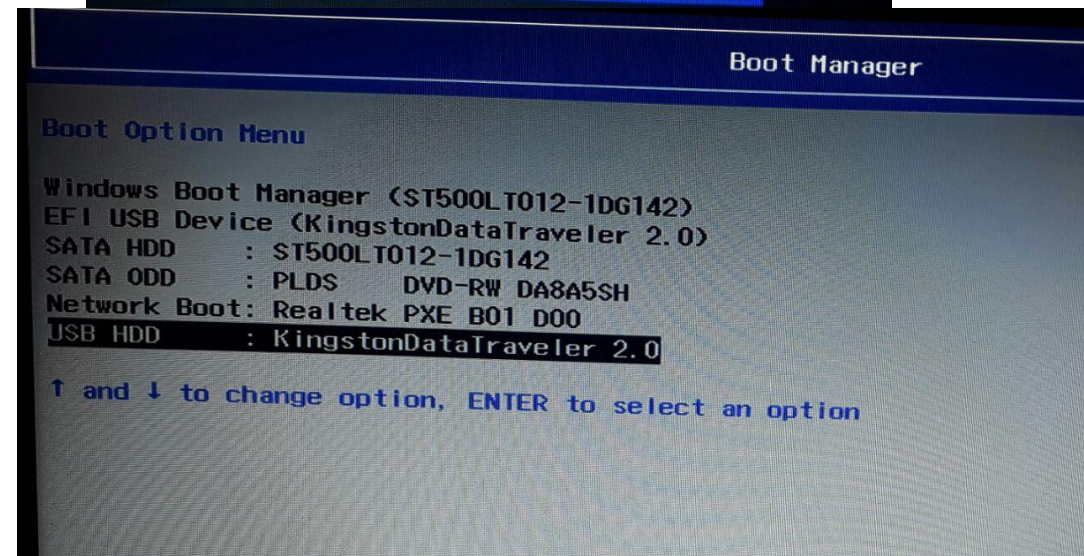 Boot Manager
Boot Option Menu
Windows Boot Manager (ST500LT012-1DG142)
EFI USB Device (KingstonDataTraveler 2.0)
SATA HDD : ST500LT012-1DG142
SATA ODD : PLDS DVD-RW DA8A5SH
Network Boot: Realtek PXE B01 D00
USB HDD : KingstonDataTraveler 2.0
↑ and ↓ to change option, ENTER to select an option